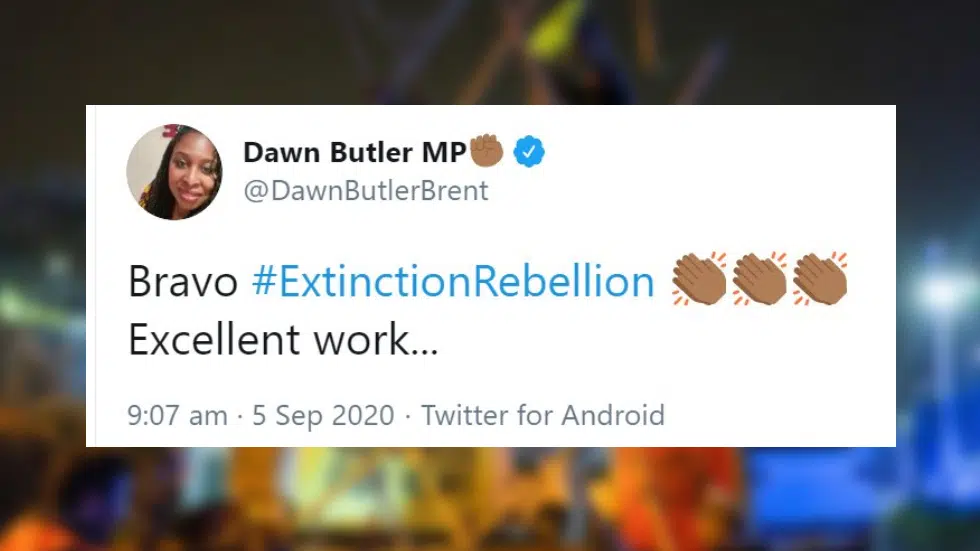 Dawn Butler MP✊🏾
@DawnButlerBrent
Bravo #ExtinctionRebellion 👏🏾👏🏾👏🏾
Excellent work...
9:07 am · 5 Sep 2020 · Twitter for Android